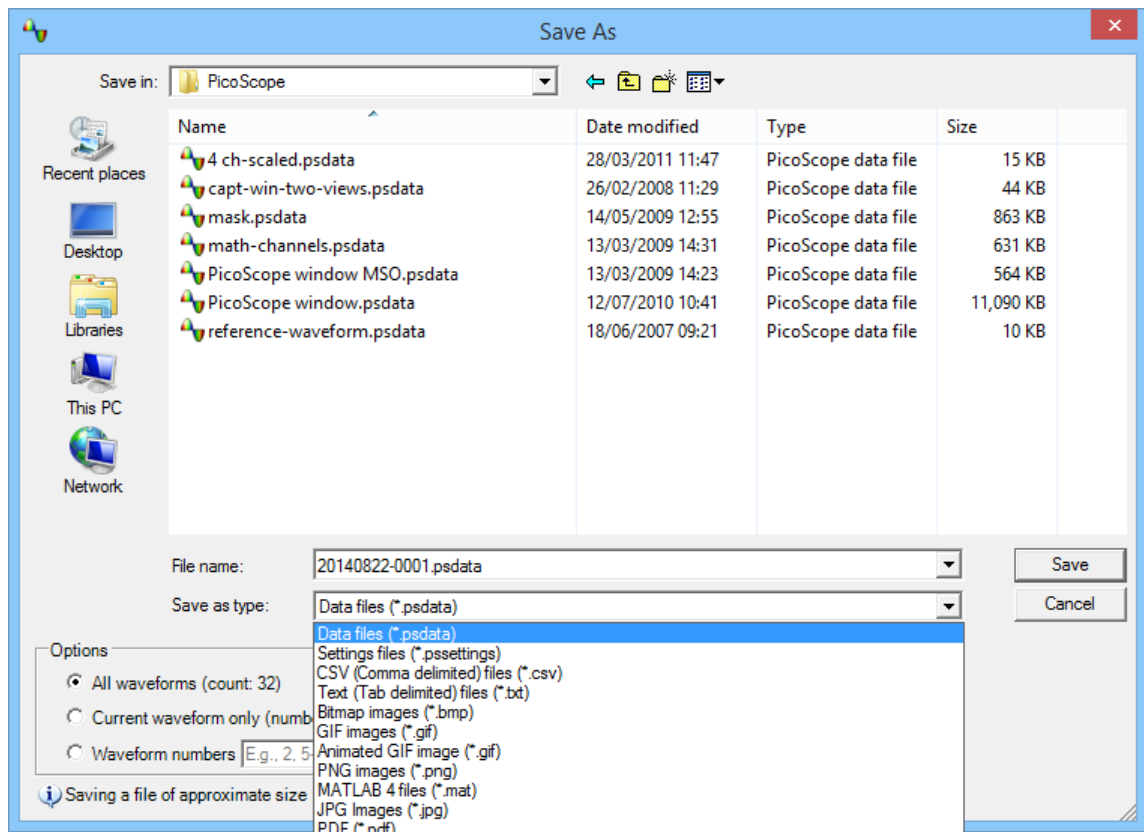 Save As
Save in: PicoScope
Name Date modified Type Size
4 ch-scaled.psdata 28/03/2011 11:47 PicoScope data file 15 KB
capt-win-two-views.psdata 26/02/2008 11:29 PicoScope data file 44 KB
mask.psdata 14/05/2009 12:55 PicoScope data file 863 KB
math-channels.psdata 13/03/2009 14:31 PicoScope data file 631 KB
PicoScope window MSO.psdata 13/03/2009 14:23 PicoScope data file 564 KB
PicoScope window.psdata 12/07/2010 10:41 PicoScope data file 11,090 KB
reference-waveform.psdata 18/06/2007 09:21 PicoScope data file 10 KB
Recent places
Desktop
Libraries
This PC
Network
File name: 20140822-0001.psdata Save
Save as type: Data files (*.psdata) Cancel
Data files (*.psdata)
Settings files (*.pssettings)
CSV (Comma delimited) files (*.csv)
Text (Tab delimited) files (*.txt)
Bitmap images (*.bmp)
GIF images (*.gif)
Animated GIF image (*.gif)
PNG images (*.png)
MATLAB 4 files (*.mat)
JPG Images (*.jpg)
PDF (*.pdf)
Options
All waveforms (count: 32)
Current waveform only
Waveform numbers E.g., 2, 5-
Saving a file of approximate size